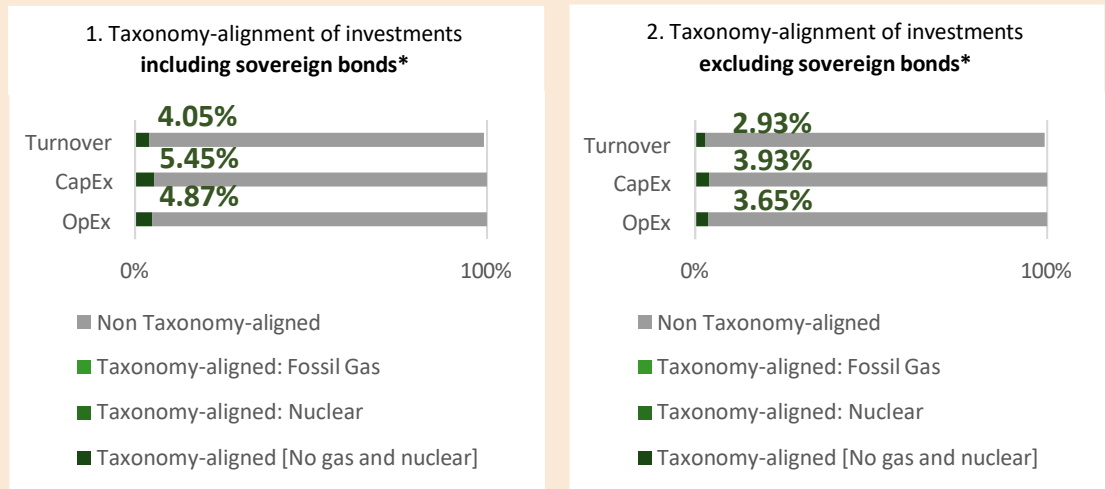 1. Taxonomy-alignment of investments
including sovereign bonds*
4.05%
Turnover
5.45%
CapEx
4.87%
OpEx
0%
100%
Non Taxonomy-aligned
Taxonomy-aligned: Fossil Gas
Taxonomy-aligned: Nuclear
Taxonomy-aligned [No gas and nuclear]
2. Taxonomy-alignment of investments
excluding sovereign bonds*
2.93%
Turnover
3.93%
CapEx
3.65%
OpEx
0%
100%
Non Taxonomy-aligned
Taxonomy-aligned: Fossil Gas
Taxonomy-aligned: Nuclear
Taxonomy-aligned [No gas and nuclear]